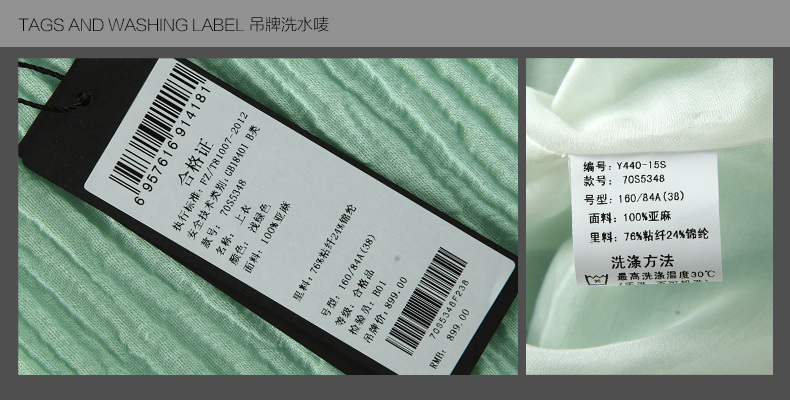 TAGS AND WASHING LABEL 吊牌洗水唛
6 957616 914181
合格证
执行标准: FZ/T81007-2012
安全技术类别: GB18401 B类
款号: 70S5348
名称: 上衣
颜色: 浅绿色
面料: 100%亚麻
里料: 76%粘纤24%锦纶
号型: 160/84A(38)
等级: 合格品
检验员: B01
吊牌价: 899.00
70S5348F238
RMB: 899.00
编号: Y440-15S
款号: 70S5348
号型: 160/84A(38)
面料: 100%亚麻
里料: 76%粘纤24%锦纶
洗涤方法
最高洗涤温度30℃